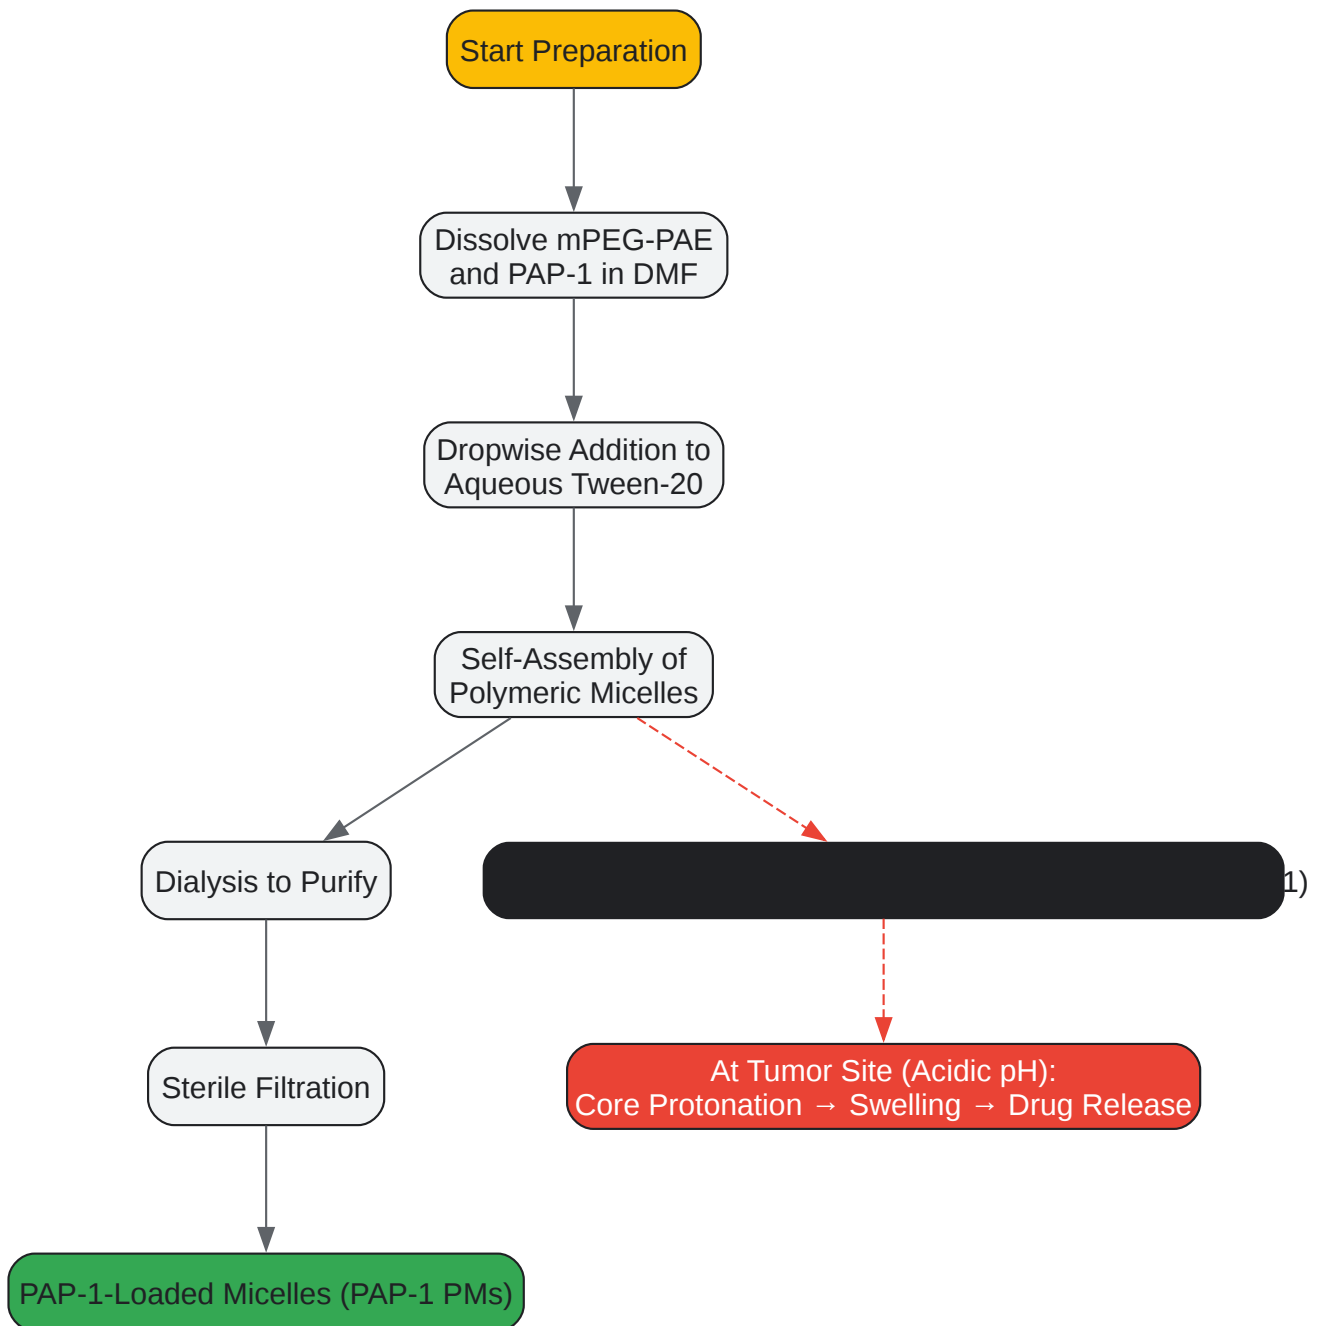 Start Preparation
Dissolve mPEG-PAE
and PAP-1 in DMF
Dropwise Addition to
Aqueous Tween-20
Self-Assembly of
Polymeric Micelles
Dialysis to Purify
1)
Sterile Filtration
At Tumor Site (Acidic pH):
Core Protonation → Swelling → Drug Release
PAP-1-Loaded Micelles (PAP-1 PMs)